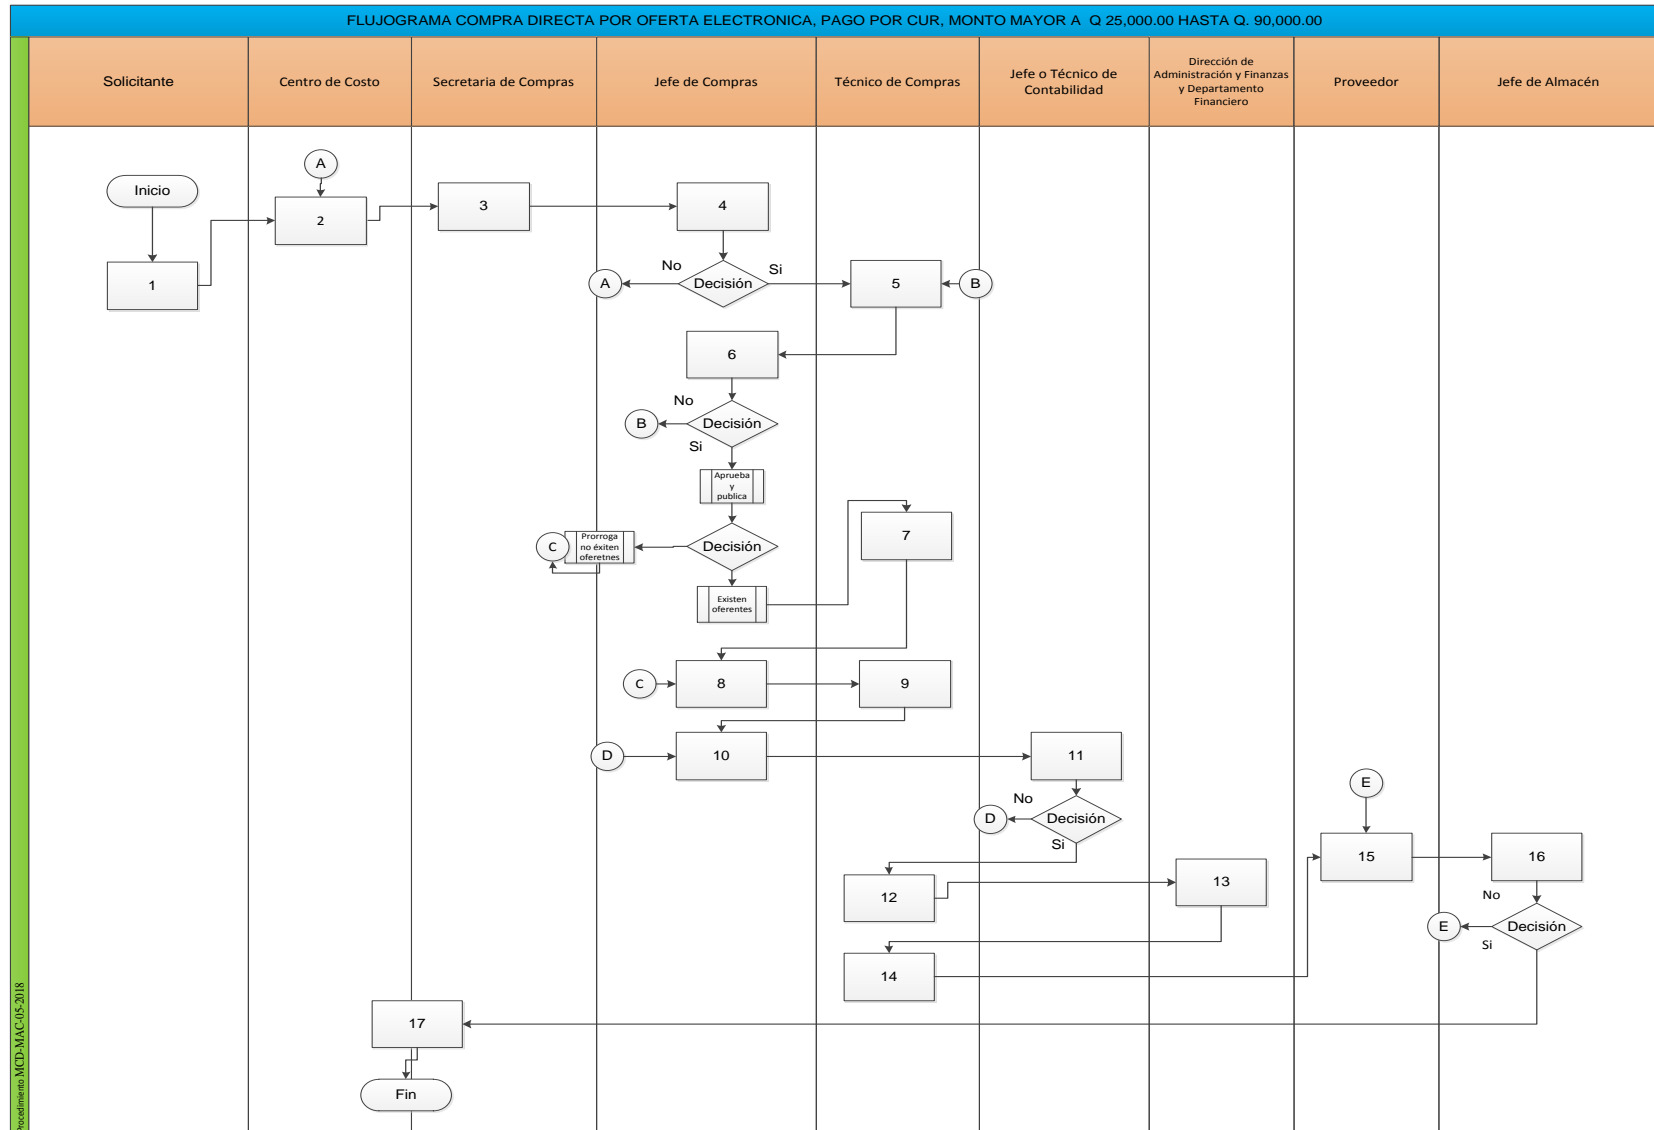 FLUJOGRAMA COMPRA DIRECTA POR OFERTA ELECTRONICA, PAGO POR CUR, MONTO MAYOR A Q 25,000.00 HASTA Q. 90,000.00
Solicitante
Centro de Costo
Secretaria de Compras
Jefe de Compras
Técnico de Compras
Jefe o Técnico de
Contabilidad
Dirección de
Administración y Finanzas
y Departamento
Financiero
Proveedor
Jefe de Almacén
A
Inicio
2
3
4
1
No
Si
A
Decisión
5
B
6
No
B
Decisión
Si
Aprueba
y
publica
7
C
Prorroga
no éxiten
oferetnes
Decisión
Existen
oferentes
C
8
9
D
10
11
E
No
D
Decisión
Si
15
16
12
13
No
E
Decisión
Si
14
17
Fin
Procedimiento MCD-MAC-05-2018